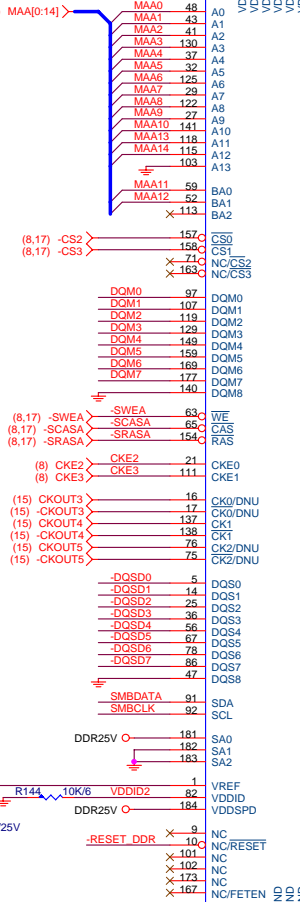 MAA[0:14]
MAA0 48 A0
MAA1 43 A1
MAA2 41 A2
MAA3 130 A3
MAA4 37 A4
MAA5 32 A5
MAA6 125 A6
MAA7 29 A7
MAA8 122 A8
MAA9 27 A9
MAA10 141 A10
MAA13 118 A11
MAA14 115 A12
103 A13
MAA11 59 BA0
MAA12 52 BA1
113 BA2
(8,17) -CS2 157 CS0
(8,17) -CS3 158 CS1
71 NC/CS2
163 NC/CS3
DQM0 97 DQM0
DQM1 107 DQM1
DQM2 119 DQM2
DQM3 129 DQM3
DQM4 149 DQM4
DQM5 159 DQM5
DQM6 169 DQM6
DQM7 177 DQM7
140 DQM8
(8,17) -SWEA -SWEA 63 WE
(8,17) -SCASA -SCASA 65 CAS
(8,17) -SRASA -SRASA 154 RAS
(8) CKE2 CKE2 21 CKE0
(8) CKE3 CKE3 111 CKE1
(15) CKOUT3 16 CK0/DNU
(15) -CKOUT3 17 CK0/DNU
(15) CKOUT4 137 CK1
(15) -CKOUT4 138 CK1
(15) CKOUT5 76 CK2/DNU
(15) -CKOUT5 75 CK2/DNU
-DQSD0 5 DQS0
-DQSD1 14 DQS1
-DQSD2 25 DQS2
-DQSD3 36 DQS3
-DQSD4 56 DQS4
-DQSD5 67 DQS5
-DQSD6 78 DQS6
-DQSD7 86 DQS7
47 DQS8
SMBDATA 91 SDA
SMBCLK 92 SCL
DDR25V 181 SA0
182 SA1
183 SA2
1 VREF
R144 10K/6 VDDID2 82 VDDID
DDR25V 184 VDDSPD
/25V
9 NC
-RESET_DDR 10 NC/RESET
101 NC
102 NC
173 NC
167 NC/FETEN